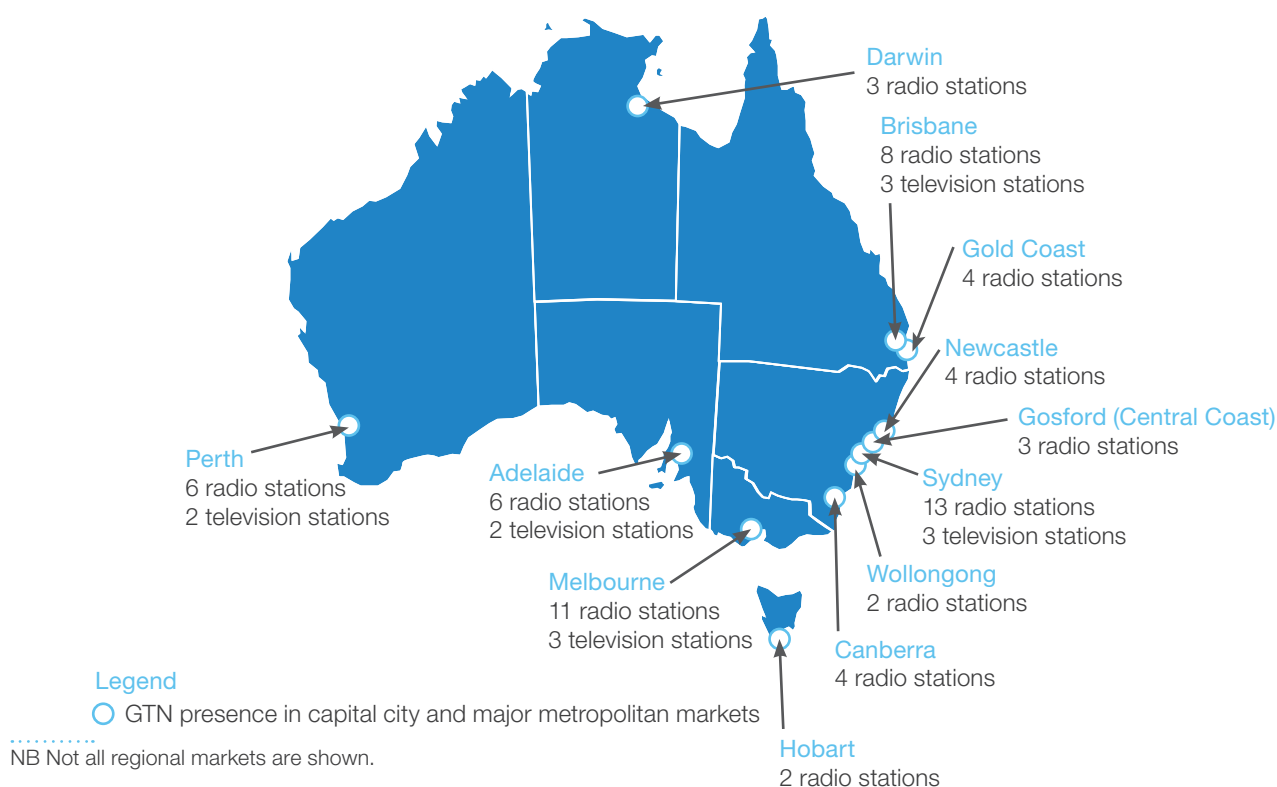 Darwin
3 radio stations
Brisbane
8 radio stations
3 television stations
Gold Coast
4 radio stations
Newcastle
4 radio stations
Gosford (Central Coast)
3 radio stations
Perth
6 radio stations
2 television stations
Adelaide
6 radio stations
2 television stations
Sydney
13 radio stations
3 television stations
Melbourne
11 radio stations
3 television stations
Wollongong
2 radio stations
Canberra
4 radio stations
Legend
GTN presence in capital city and major metropolitan markets
NB Not all regional markets are shown.
Hobart
2 radio stations